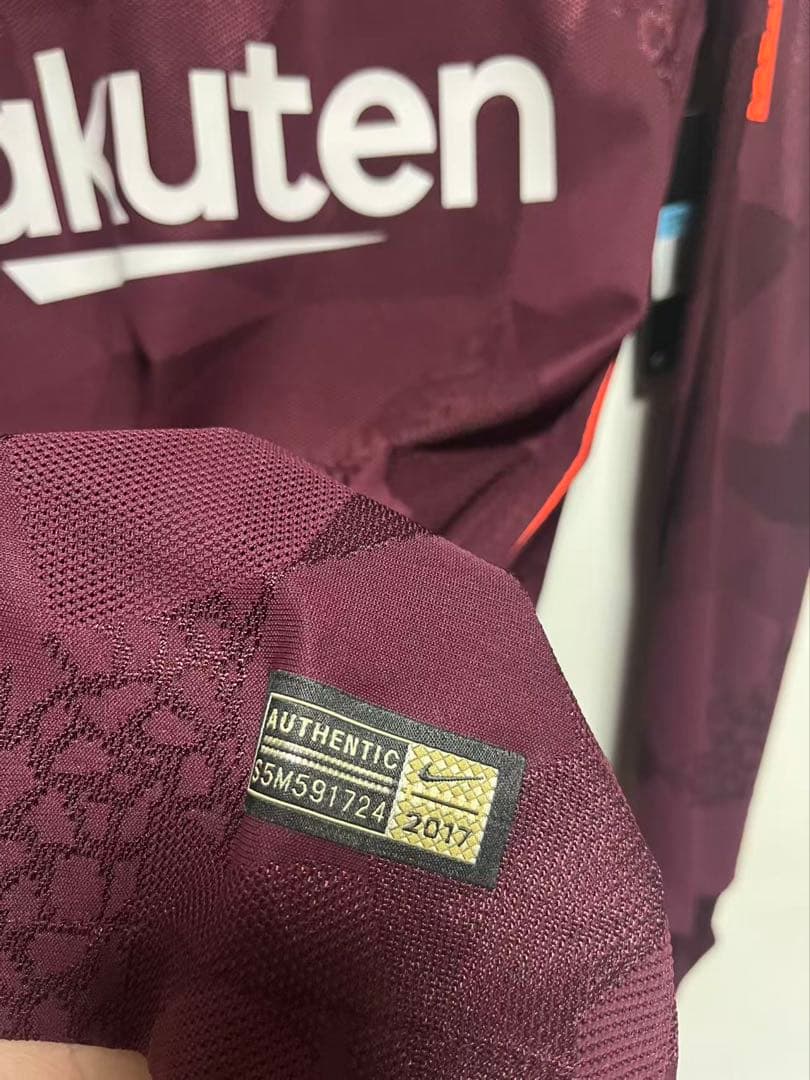 akuten
AUTHENTIC
S5M591724
2017